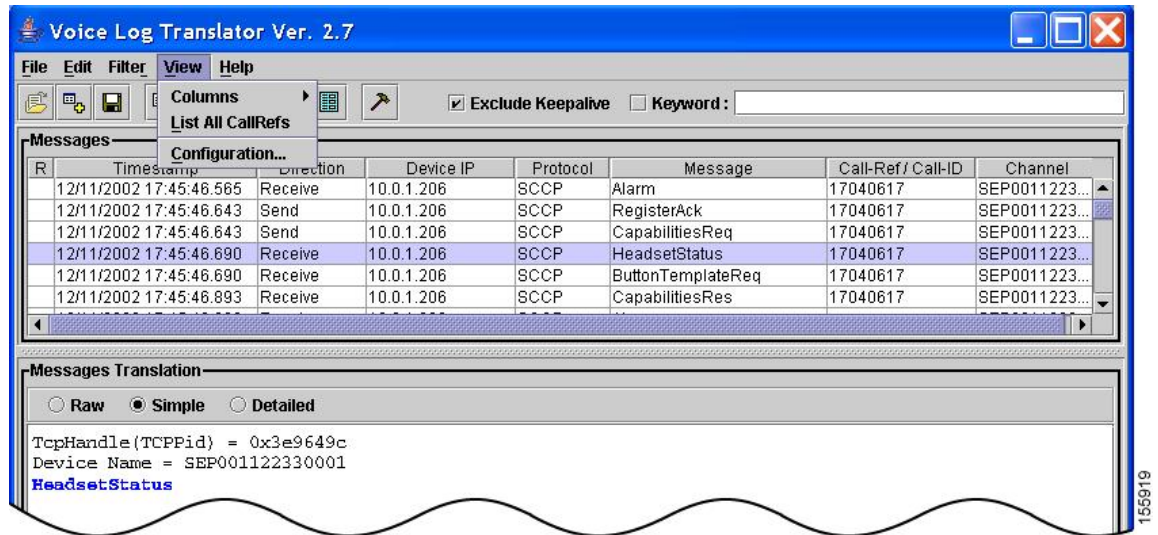 Voice Log Translator Ver. 2.7
File Edit Filter View Help
Columns
List All CallRefs
Configuration...
Exclude Keepalive Keyword :
Messages
R Timestamp Direction Device IP Protocol Message Call-Ref / Call-ID Channel
12/11/2002 17:45:46.565 Receive 10.0.1.206 SCCP Alarm 17040617 SEP0011223...
12/11/2002 17:45:46.643 Send 10.0.1.206 SCCP RegisterAck 17040617 SEP0011223...
12/11/2002 17:45:46.643 Send 10.0.1.206 SCCP CapabilitiesReq 17040617 SEP0011223...
12/11/2002 17:45:46.690 Receive 10.0.1.206 SCCP HeadsetStatus 17040617 SEP0011223...
12/11/2002 17:45:46.690 Receive 10.0.1.206 SCCP ButtonTemplateReq 17040617 SEP0011223...
12/11/2002 17:45:46.893 Receive 10.0.1.206 SCCP CapabilitiesRes 17040617 SEP0011223...
Messages Translation
Raw Simple Detailed
TcpHandle(TCPPid) = 0x3e9649c
Device Name = SEP001122330001
HeadsetStatus
155919